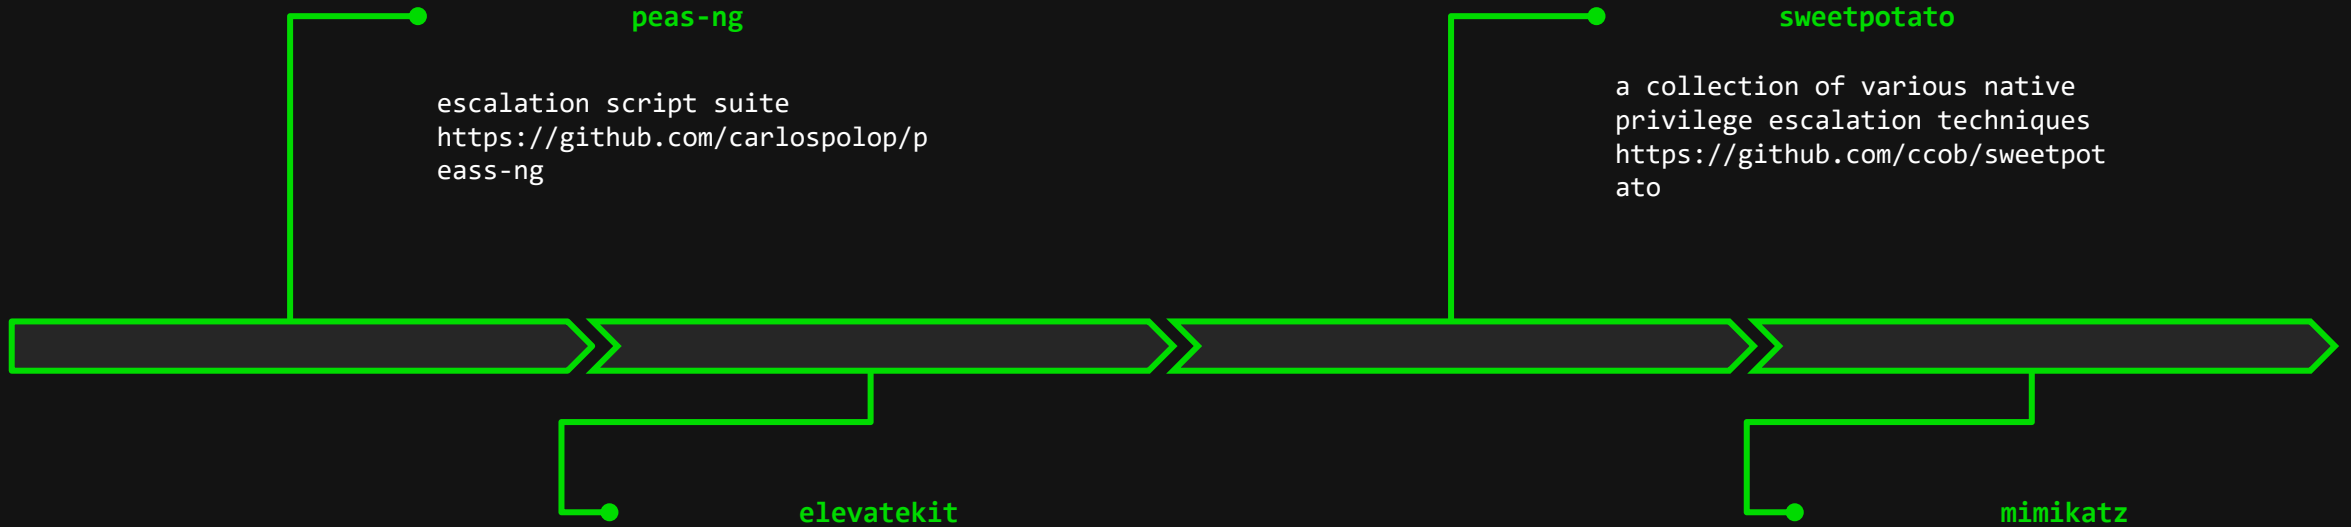 peas-ng
escalation script suite
https://github.com/carlospolop/p
eass-ng
sweetpotato
a collection of various native
privilege escalation techniques
https://github.com/ccob/sweetpot
ato
elevatekit
mimikatz